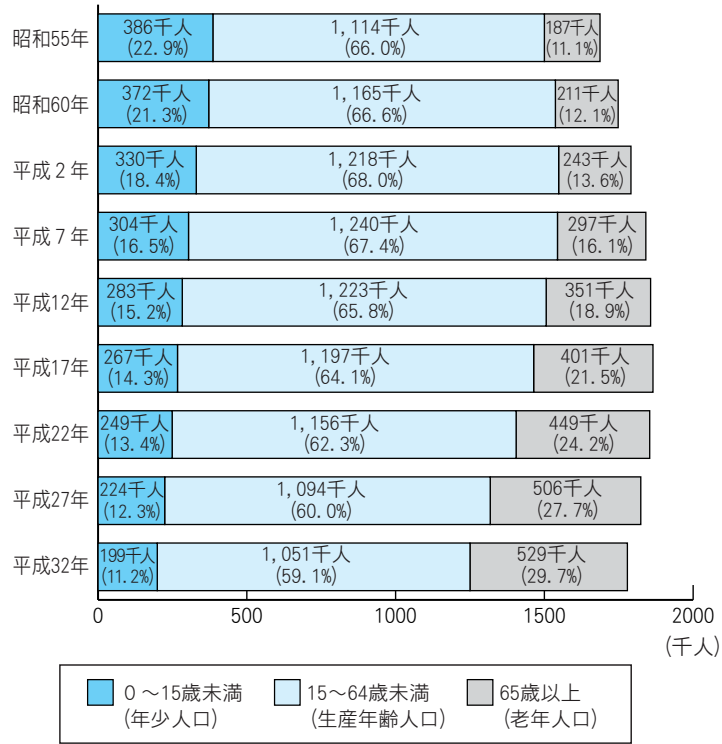 昭和55年
386千人 1,114千人 187千人
(22.9%) (66.0%) (11.1%)
昭和60年
372千人 1,165千人 211千人
(21.3%) (66.6%) (12.1%)
平成2年
330千人 1,218千人 243千人
(18.4%) (68.0%) (13.6%)
平成7年
304千人 1,240千人 297千人
(16.5%) (67.4%) (16.1%)
平成12年
283千人 1,223千人 351千人
(15.2%) (65.8%) (18.9%)
平成17年
267千人 1,197千人 401千人
(14.3%) (64.1%) (21.5%)
平成22年
249千人 1,156千人 449千人
(13.4%) (62.3%) (24.2%)
平成27年
224千人 1,094千人 506千人
(12.3%) (60.0%) (27.7%)
平成32年
199千人 1,051千人 529千人
(11.2%) (59.1%) (29.7%)
0 500 1000 1500 2000
(千人)
0～15歳未満 15～64歳未満 65歳以上
(年少人口) (生産年齢人口) (老年人口)